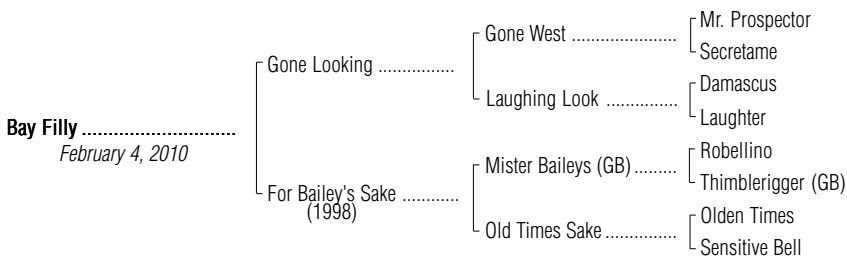 Bay Filly ..............................
February 4, 2010
Gone Looking ...............
For Bailey's Sake ...........
(1998)
Gone West .....................
Laughing Look ..............
Mister Baileys (GB) .........
Old Times Sake ..............
Mr. Prospector
Secretame
Damascus
Laughter
Robellino
Thimblerigger (GB)
Olden Times
Sensitive Bell